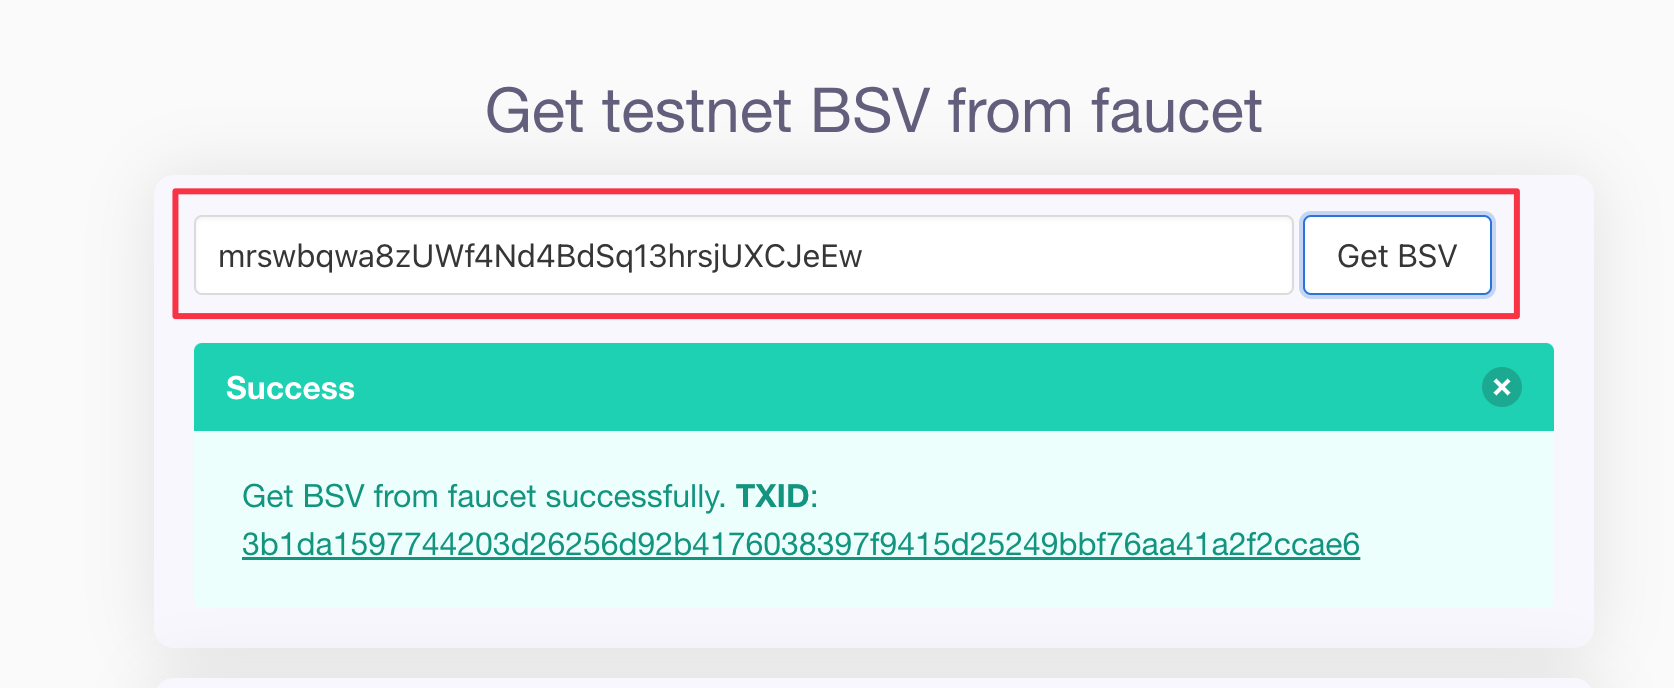 Get testnet BSV from faucet
mrswbqwa8zUWf4Nd4BdSq13hrsjUXCJeEw
Get BSV
Success
Get BSV from faucet successfully. TXID:
3b1da1597744203d26256d92b4176038397f9415d25249bbf76aa41a2f2ccae6